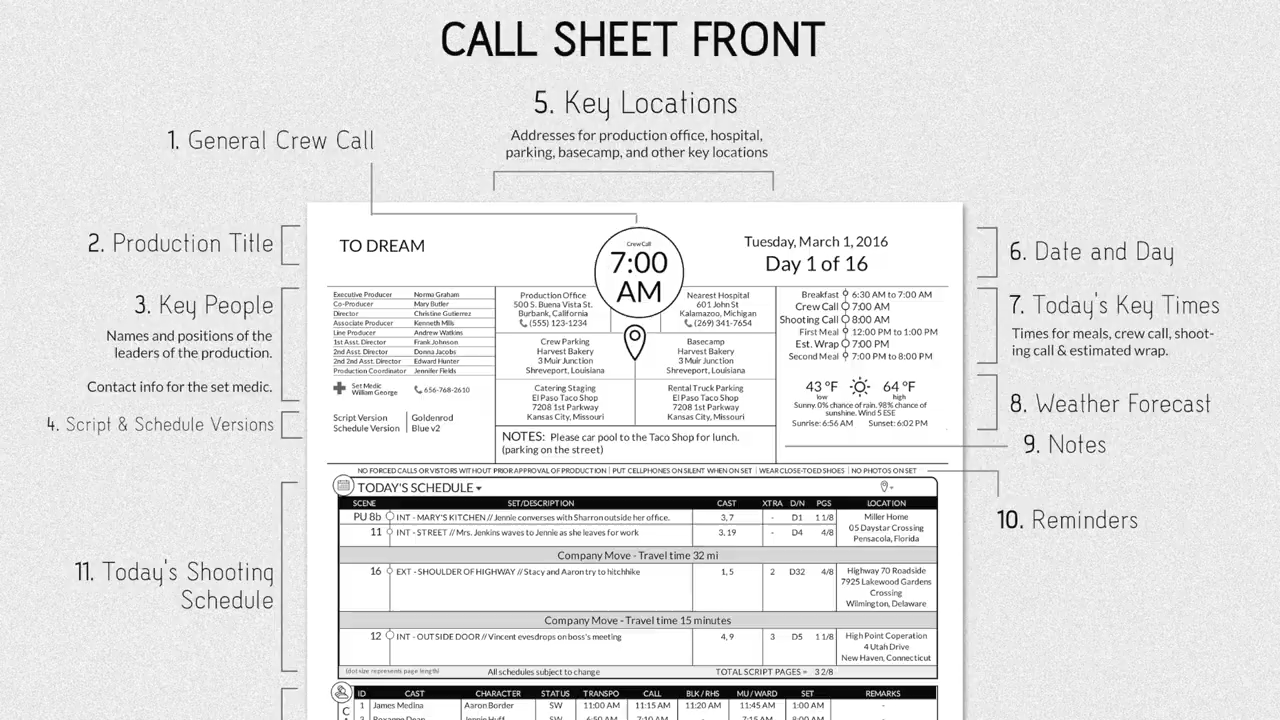 CALL SHEET FRONT
5. Key Locations
Addresses for production office, hospital,
parking, basecamp, and other key locations
1. General Crew Call
2. Production Title
3. Key People
Names and positions of the
leaders of the production.
Contact info for the set medic.
4. Script & Schedule Versions
6. Date and Day
7. Today's Key Times
Times for meals, crew call, shoot-
ing call & estimated wrap.
8. Weather Forecast
9. Notes
10. Reminders
11. Today's Shooting
Schedule
TO DREAM
Crew Call
7:00
AM
Tuesday, March 1, 2016
Day 1 of 16
Executive Producer Norma Graham
Co-Producer Mary Butler
Director Christine Gutierrez
Associate Producer Kenneth Mills
Line Producer Andrew Watkins
1st Asst. Director Frank Johnson
2nd Asst. Director Donna Jacobs
2nd 2nd Asst. Director Edward Hunter
Production Coordinator Jennifer Fields
Set Medic
William George
656-768-2610
Script Version Goldenrod
Schedule Version Blue v2
Production Office
500 S. Buena Vista St.
Burbank, California
(555) 123-1234
Nearest Hospital
601 John St
Kalamazoo, Michigan
(269) 341-7654
Crew Parking
Harvest Bakery
3 Muir Junction
Shreveport, Louisiana
Basecamp
Harvest Bakery
3 Muir Junction
Shreveport, Louisiana
Catering Staging
El Paso Taco Shop
7208 1st Parkway
Kansas City, Missouri
Rental Truck Parking
El Paso Taco Shop
7208 1st Parkway
Kansas City, Missouri
NOTES: Please car pool to the Taco Shop for lunch.
(parking on the street)
Breakfast 6:30 AM to 7:00 AM
Crew Call 7:00 AM
Shooting Call 8:00 AM
First Meal 12:00 PM to 1:00 PM
Est. Wrap 7:00 PM
Second Meal 7:00 PM to 8:00 PM
43 °F 64 °F
low high
Sunny. 0% chance of rain. 98% chance of
sunshine. Wind 5 ESE
Sunrise: 6:56 AM Sunset: 6:02 PM
NO FORCED CALLS OR VISTORS WITHOUT PRIOR APPROVAL OF PRODUCTION | PUT CELLPHONES ON SILENT WHEN ON SET | WEAR CLOSE-TOED SHOES | NO PHOTOS ON SET
TODAY'S SCHEDULE
SCENE SET/DESCRIPTION CAST XTRA D/N PGS LOCATION
PU 8b INT - MARY'S KITCHEN // Jennie converses with Sharron outside her office. 3, 7 - D1 1 1/8 Miller Home
05 Daystar Crossing
Pensacola, Florida
11 INT - STREET // Mrs. Jenkins waves to Jennie as she leaves for work 3, 19 - D4 4/8
Company Move - Travel time 32 mi
16 EXT - SHOULDER OF HIGHWAY // Stacy and Aaron try to hitchhike 1, 5 2 D32 4/8 Highway 70 Roadside
7925 Lakewood Gardens
Crossing
Wilmington, Delaware
Company Move - Travel time 15 minutes
12 INT - OUTSIDE DOOR // Vincent evesdrops on boss's meeting 4, 9 3 D5 1 1/8 High Point Coperation
4 Utah Drive
New Haven, Connecticut
(dot size represents page length) All schedules subject to change TOTAL SCRIPT PAGES = 3 2/8
ID CAST CHARACTER STATUS TRANSPO CALL BLK / RHS MU / WARD SET REMARKS
1 James Medina Aaron Border SW 11:00 AM 11:15 AM 11:20 AM 11:45 AM 1:00 AM -